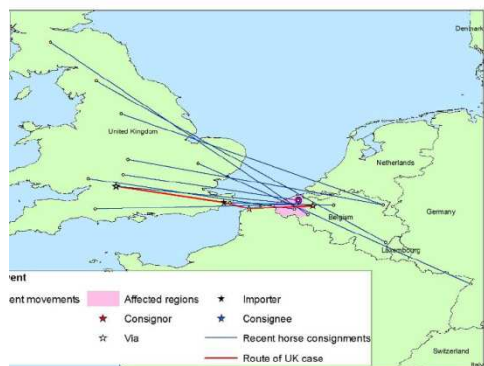 Denmark
United Kingdom
Netherlands
Germany
Belgium
Luxembourg
Switzerland
vent
ent movements
Affected regions
Importer
Consignor
Consignee
Via
Recent horse consignments
Route of UK case